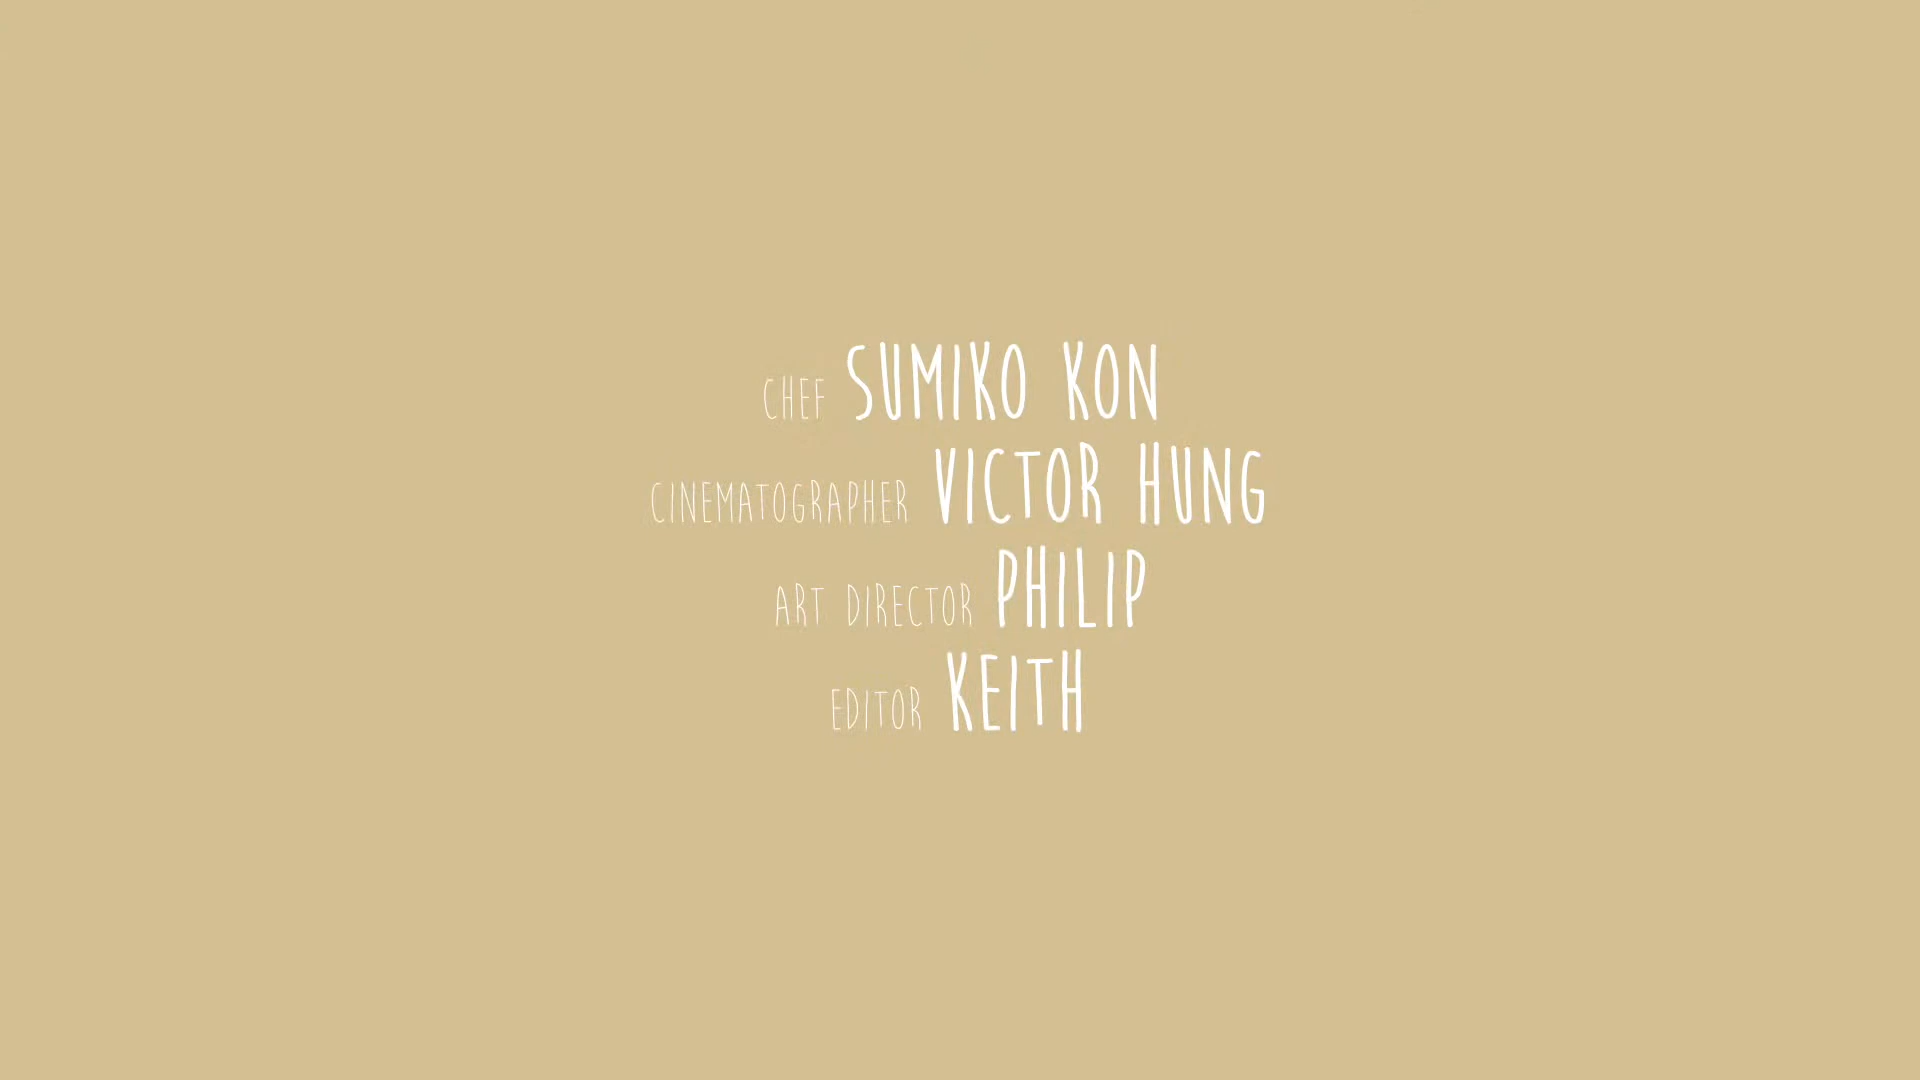 CHEF SUMIKO KON
CINEMATOGRAPHER VICTOR HUNG
ART DIRECTOR PHILIP
EDITOR KEITH